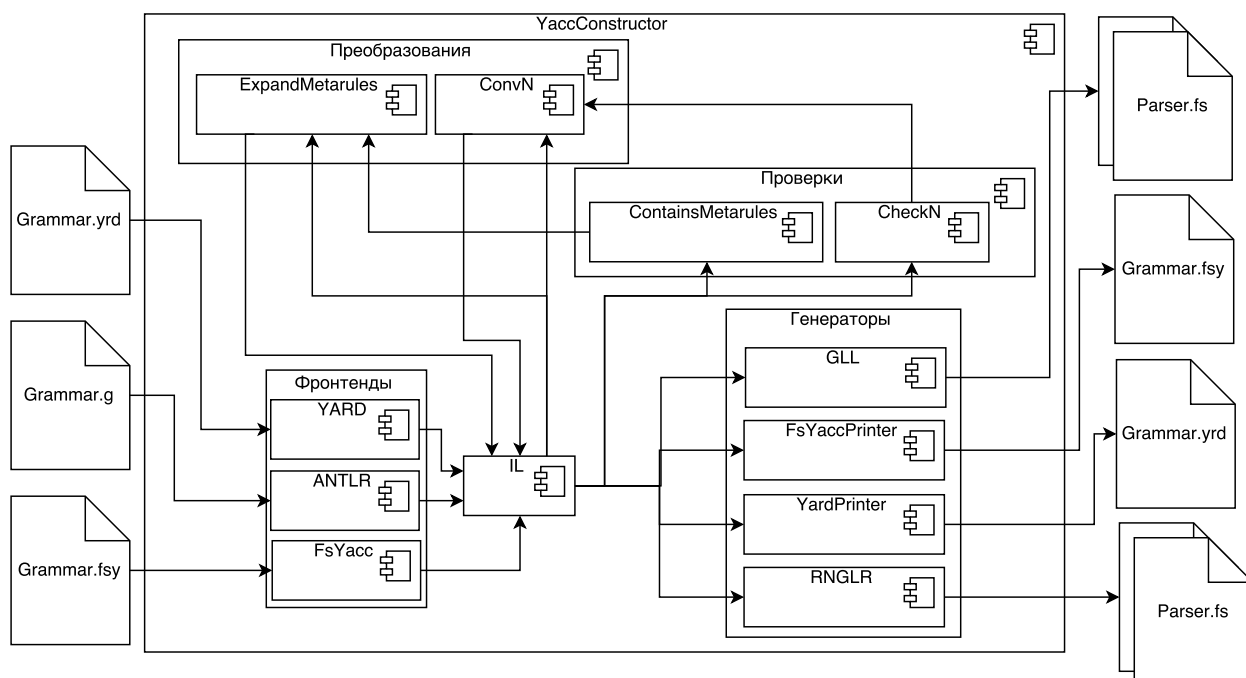 YaccConstructor
Преобразования
ExpandMetarules
ConvN
Parser.fs
Grammar.yrd
Проверки
ContainsMetarules
CheckN
Grammar.fsy
Grammar.g
Генераторы
GLL
Фронтенды
YARD
FsYaccPrinter
Grammar.yrd
IL
ANTLR
YardPrinter
Grammar.fsy
FsYacc
RNGLR
Parser.fs